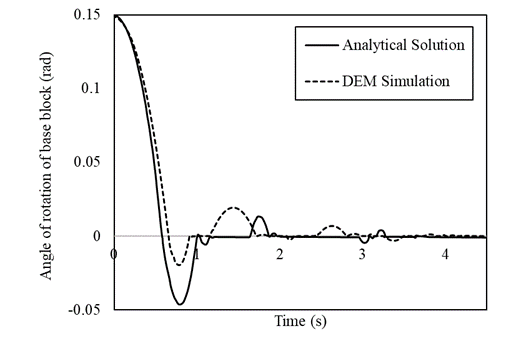 0.15
0.1
0.05
0
-0.05
Angle of rotation of base block (rad)
Analytical Solution
DEM Simulation
0 1 2 3 4
Time (s)